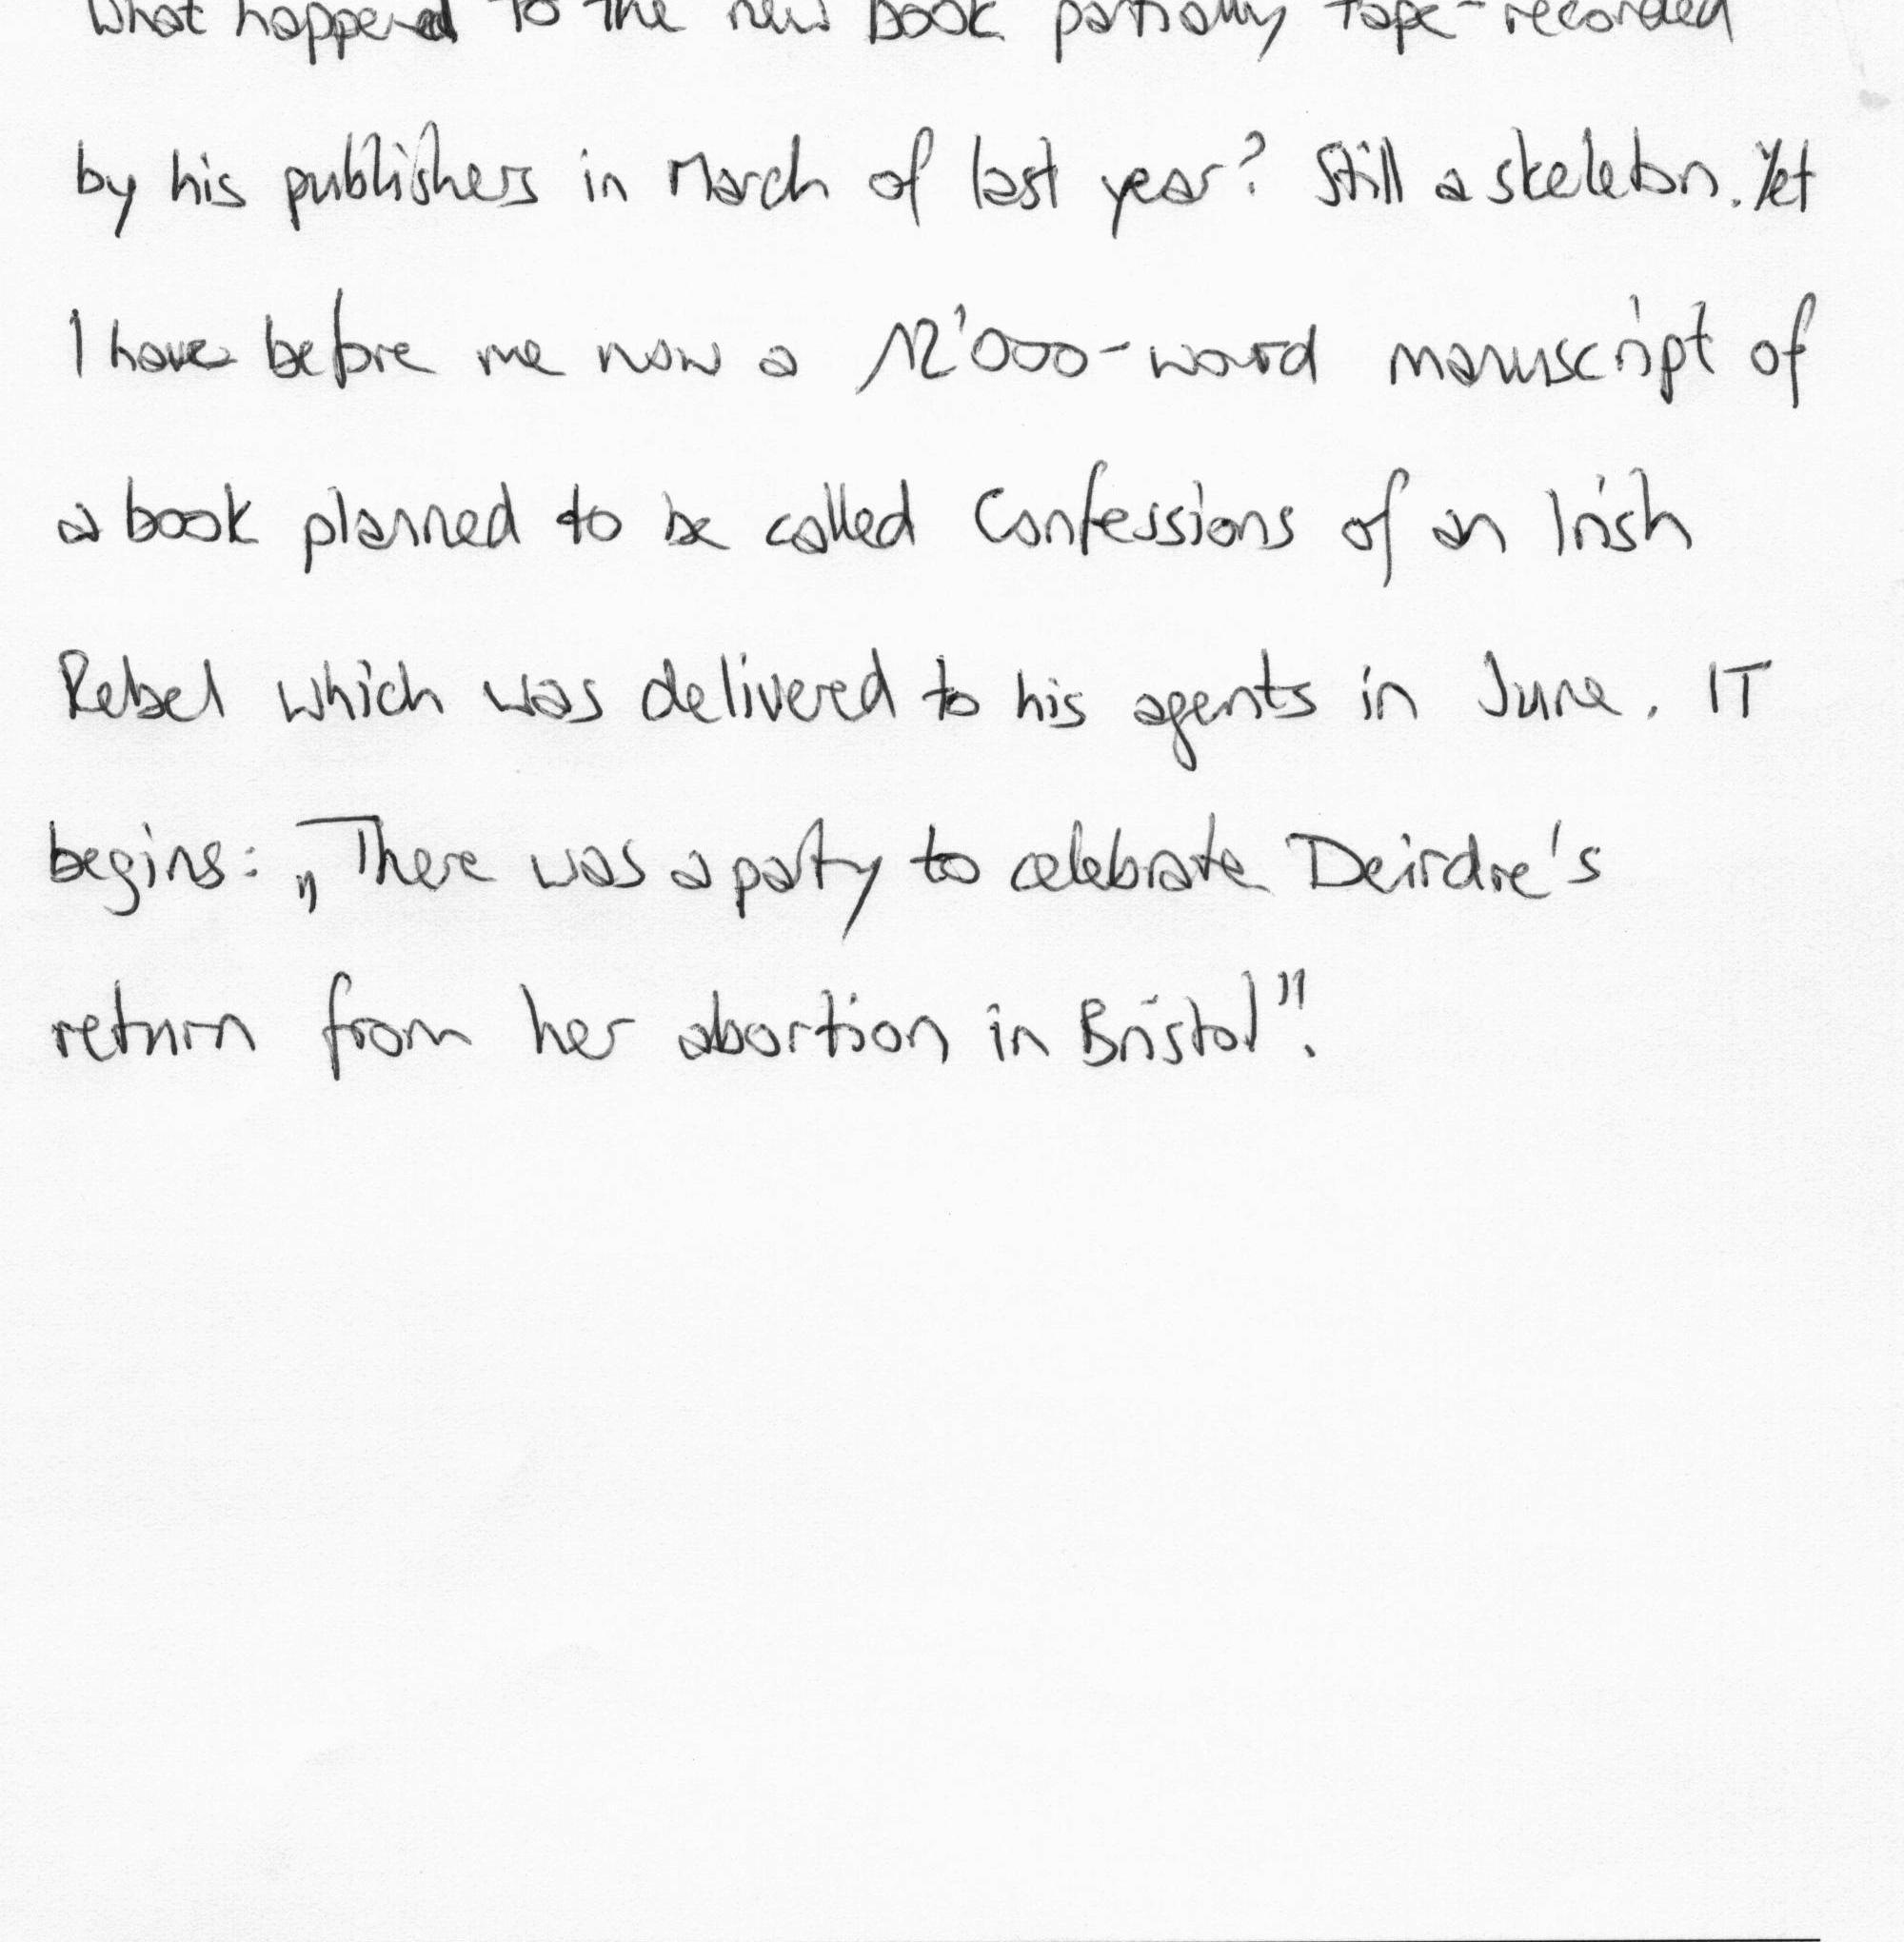 What happened to the new book partially tape-recorded
by his publishers in March of last year? Still a skeleton. Yet
I have before me now a 12'000-word manuscript of
a book planned to be called Confessions of an Irish
Rebel which was delivered to his agents in June. IT
begins: „There was a party to celebrate Deirdre's
return from her abortion in Bristol".